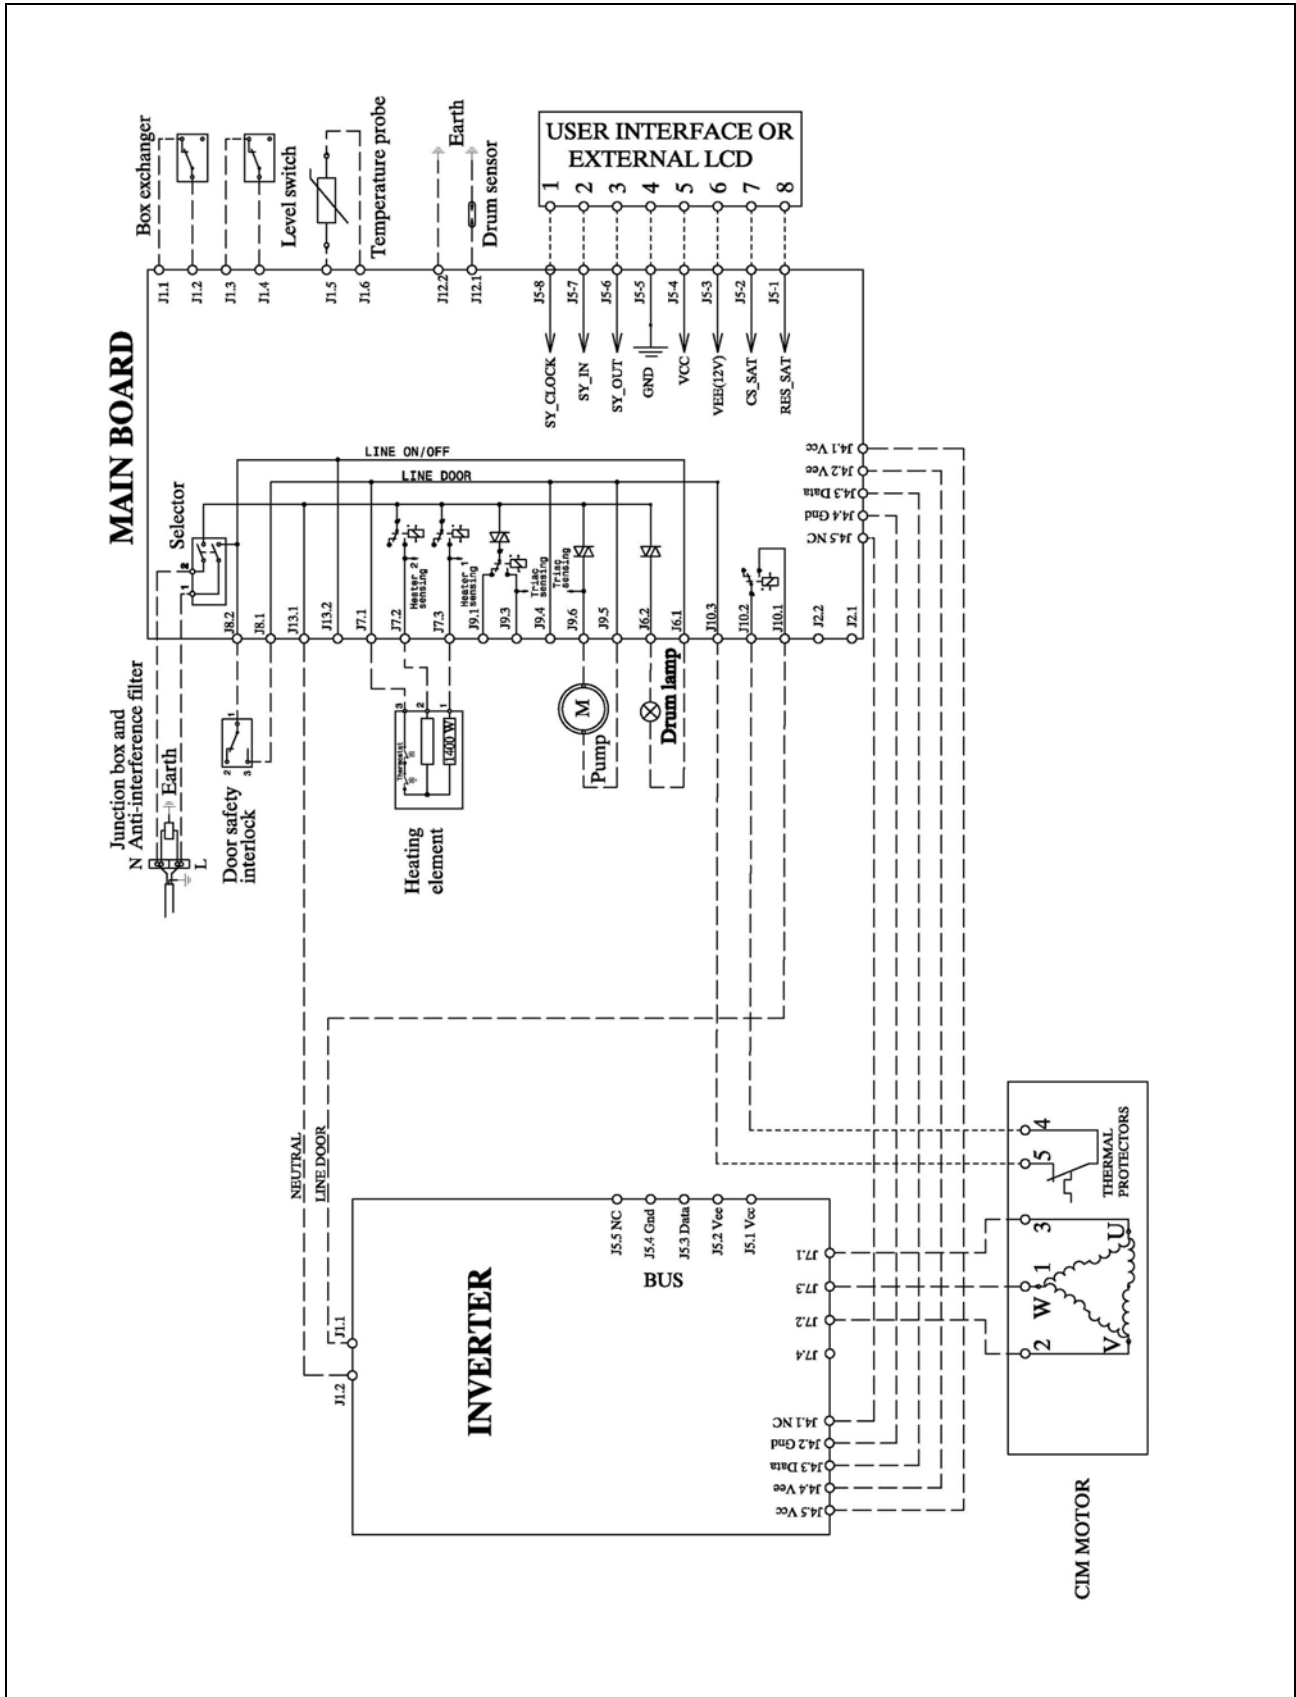 MAIN BOARD
Box exchanger
Level switch
Temperature probe
Earth
Drum sensor
J1.1
J1.2
J1.3
J1.4
J1.5
J1.6
J12.2
J12.1
USER INTERFACE OR
EXTERNAL LCD
1
2
3
4
5
6
7
8
J5-8
J5-7
J5-6
J5-5
J5-4
J5-3
J5-2
J5-1
SY_CLOCK
SY_IN
SY_OUT
GND
VCC
VEE(12V)
CS_SAT
RES_SAT
LINE ON/OFF
LINE DOOR
Selector
2
1
Heater 2
sensing
Heater 1
sensing
Triac
sensing
Triac
sensing
J8.2
J8.1
J13.1
J13.2
J7.1
J7.2
J7.3
J9.1
J9.3
J9.4
J9.6
J9.5
J6.2
J6.1
J10.3
J10.2
J10.1
J2.2
J2.1
J4.1 Vcc
J4.2 Vee
J4.3 Data
J4.4 Gnd
J4.5 NC
Junction box and
Anti-interference filter
Earth
N
L
Door safety
interlock
1
2
3
Heating
element
3
2
1
Thermostat
1400 W
M
Pump
Drum lamp
NEUTRAL
LINE DOOR
INVERTER
J1.1
J1.2
J5.5 NC
J5.4 Gnd
J5.3 Data
J5.2 Vee
J5.1 Vcc
BUS
J7.1
J7.3
J7.2
J7.4
J4.1 NC
J4.2 Gnd
J4.3 Data
J4.4 Vee
J4.5 Vcc
4
5
THERMAL
PROTECTORS
3
1
2
U
W
V
CIM MOTOR